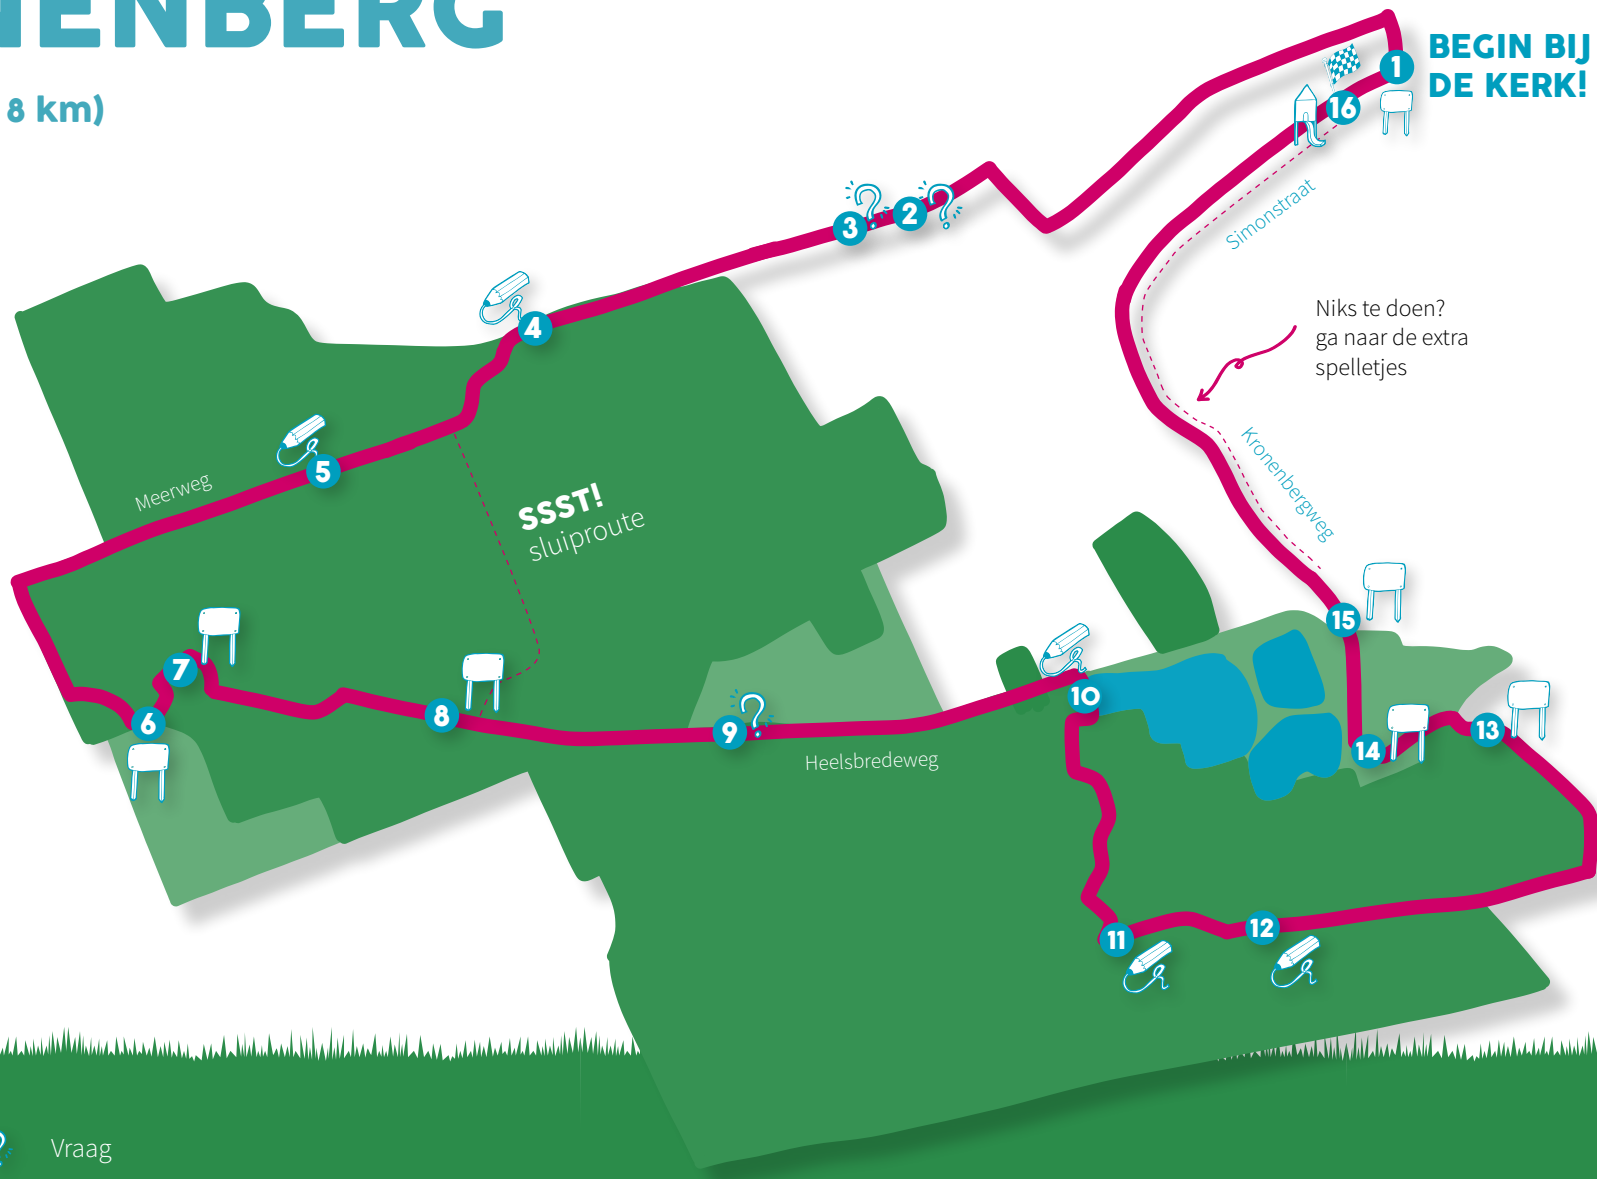 NENBERG
8 km)
BEGIN BIJ
DE KERK!
1
16
Simonstraat
2
3
4
5
Meerweg
SSST!
sluiproute
Niks te doen?
ga naar de extra
spelletjes
Kronenbergweg
15
7
6
8
9
Heelsbredeweg
10
14
13
11
12
Vraag